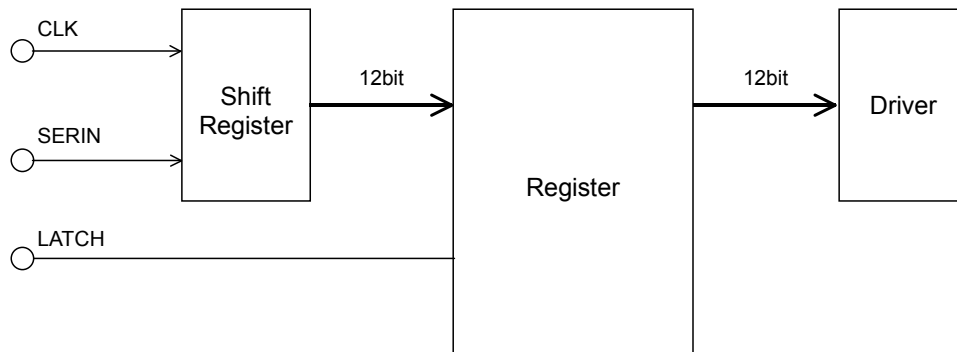 CLK
12bit
12bit
Shift
Register
Driver
SERIN
Register
LATCH